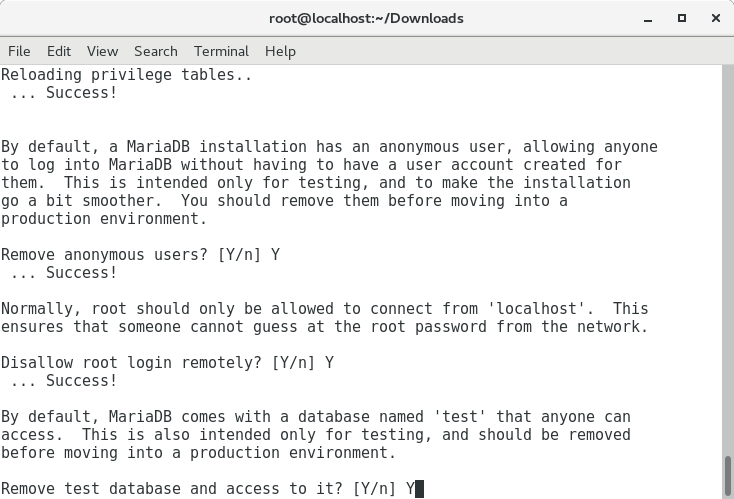 root@localhost:~/Downloads
File Edit View Search Terminal Help
Reloading privilege tables..
 ... Success!
By default, a MariaDB installation has an anonymous user, allowing anyone
to log into MariaDB without having to have a user account created for
them.  This is intended only for testing, and to make the installation
go a bit smoother.  You should remove them before moving into a
production environment.
Remove anonymous users? [Y/n] Y
 ... Success!
Normally, root should only be allowed to connect from 'localhost'.  This
ensures that someone cannot guess at the root password from the network.
Disallow root login remotely? [Y/n] Y
 ... Success!
By default, MariaDB comes with a database named 'test' that anyone can
access.  This is also intended only for testing, and should be removed
before moving into a production environment.
Remove test database and access to it? [Y/n] Y